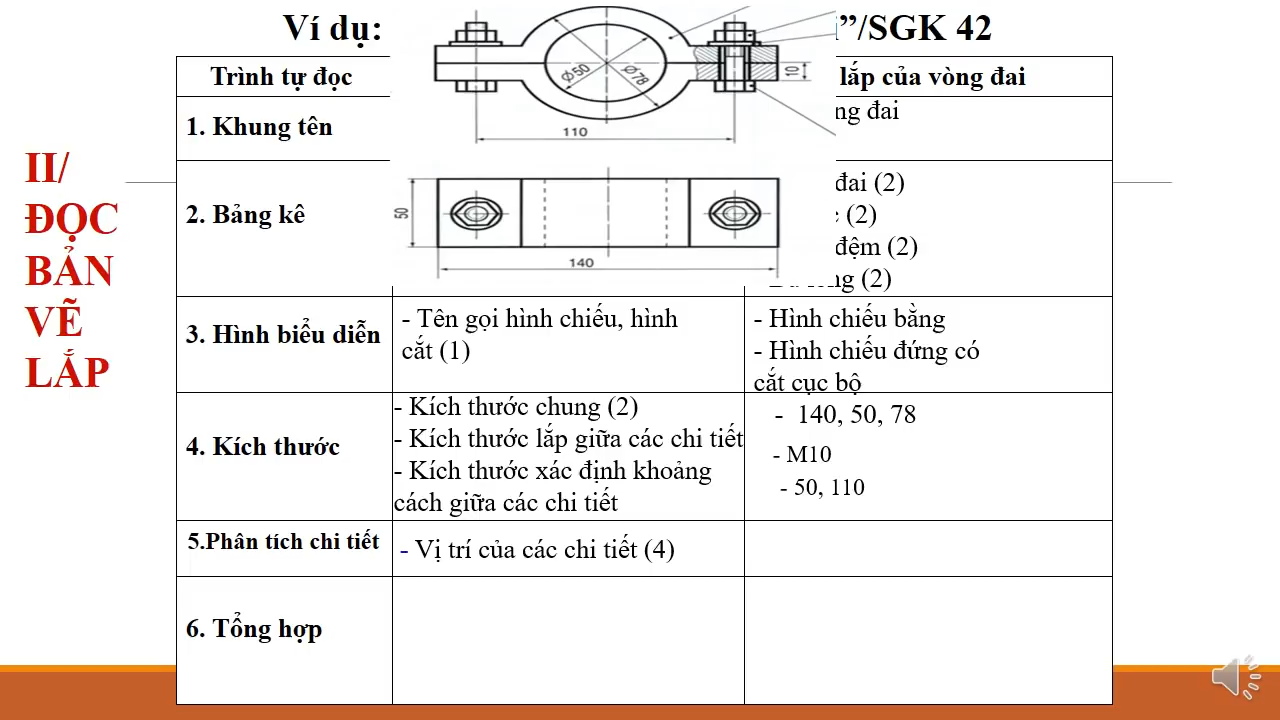 Ví dụ:
”/SGK 42
Trình tự đọc
lắp của vòng đai
1. Khung tên
đai
II/
ĐỌC
BẢN
VẼ
LẮP
2. Bảng kê
đai (2)
(2)
đệm (2)
(2)
Ø50
Ø78
10
110
50
140
3. Hình biểu diễn
- Tên gọi hình chiếu, hình
cắt (1)
- Hình chiếu bằng
- Hình chiếu đứng có
cắt cục bộ
4. Kích thước
- Kích thước chung (2)
- Kích thước lắp giữa các chi tiết
- Kích thước xác định khoảng
cách giữa các chi tiết
- 140, 50, 78
- M10
- 50, 110
5.Phân tích chi tiết
- Vị trí của các chi tiết (4)
6. Tổng hợp